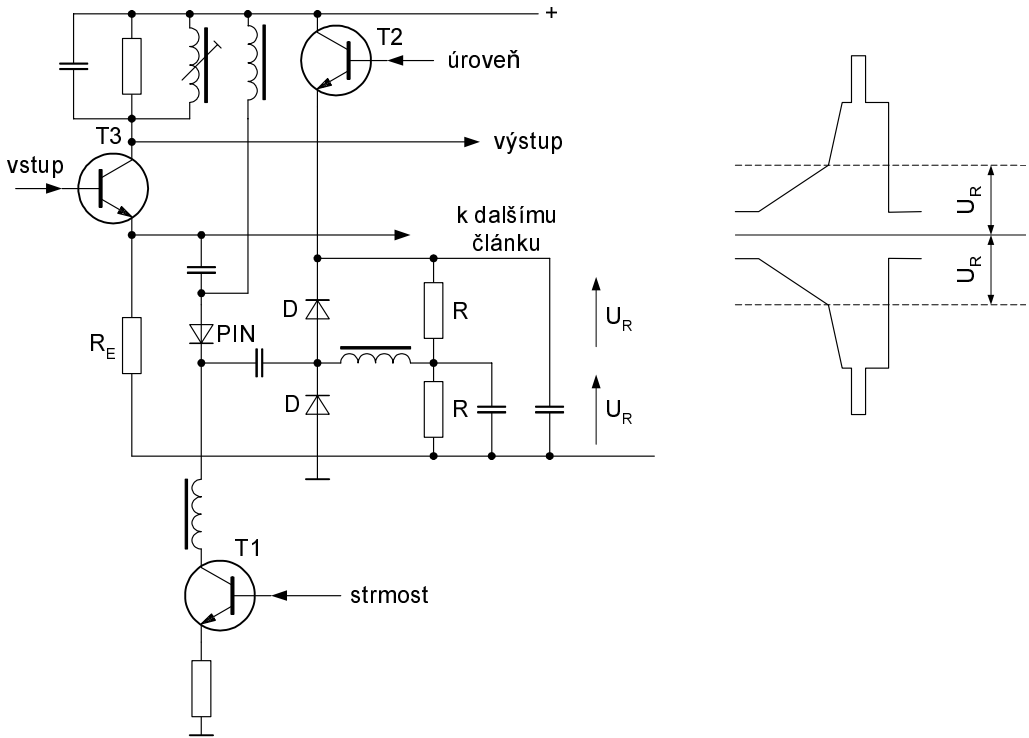 +
T2
úroveň
T3
výstup
vstup
k dalšímu
článku
U_R
U_R
D
R
U_R
PIN
R_E
D
R
U_R
T1
strmost